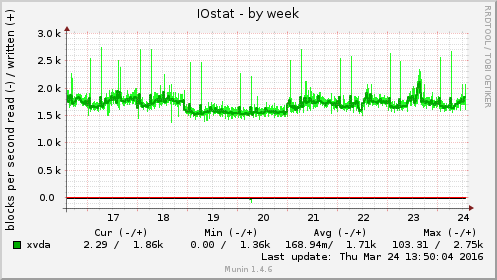 IOstat - by week
RRDTOOL / TOBI OETIKER
blocks per second read (-) / written (+)
3.0 k
2.5 k
2.0 k
1.5 k
1.0 k
0.5 k
0.0
17 18 19 20 21 22 23 24
Cur (-/+) Min (-/+) Avg (-/+) Max (-/+)
xvda 2.29 / 1.86k 0.00 / 1.36k 168.94m/ 1.71k 103.31 / 2.75k
Last update: Thu Mar 24 13:50:04 2016
Munin 1.4.6